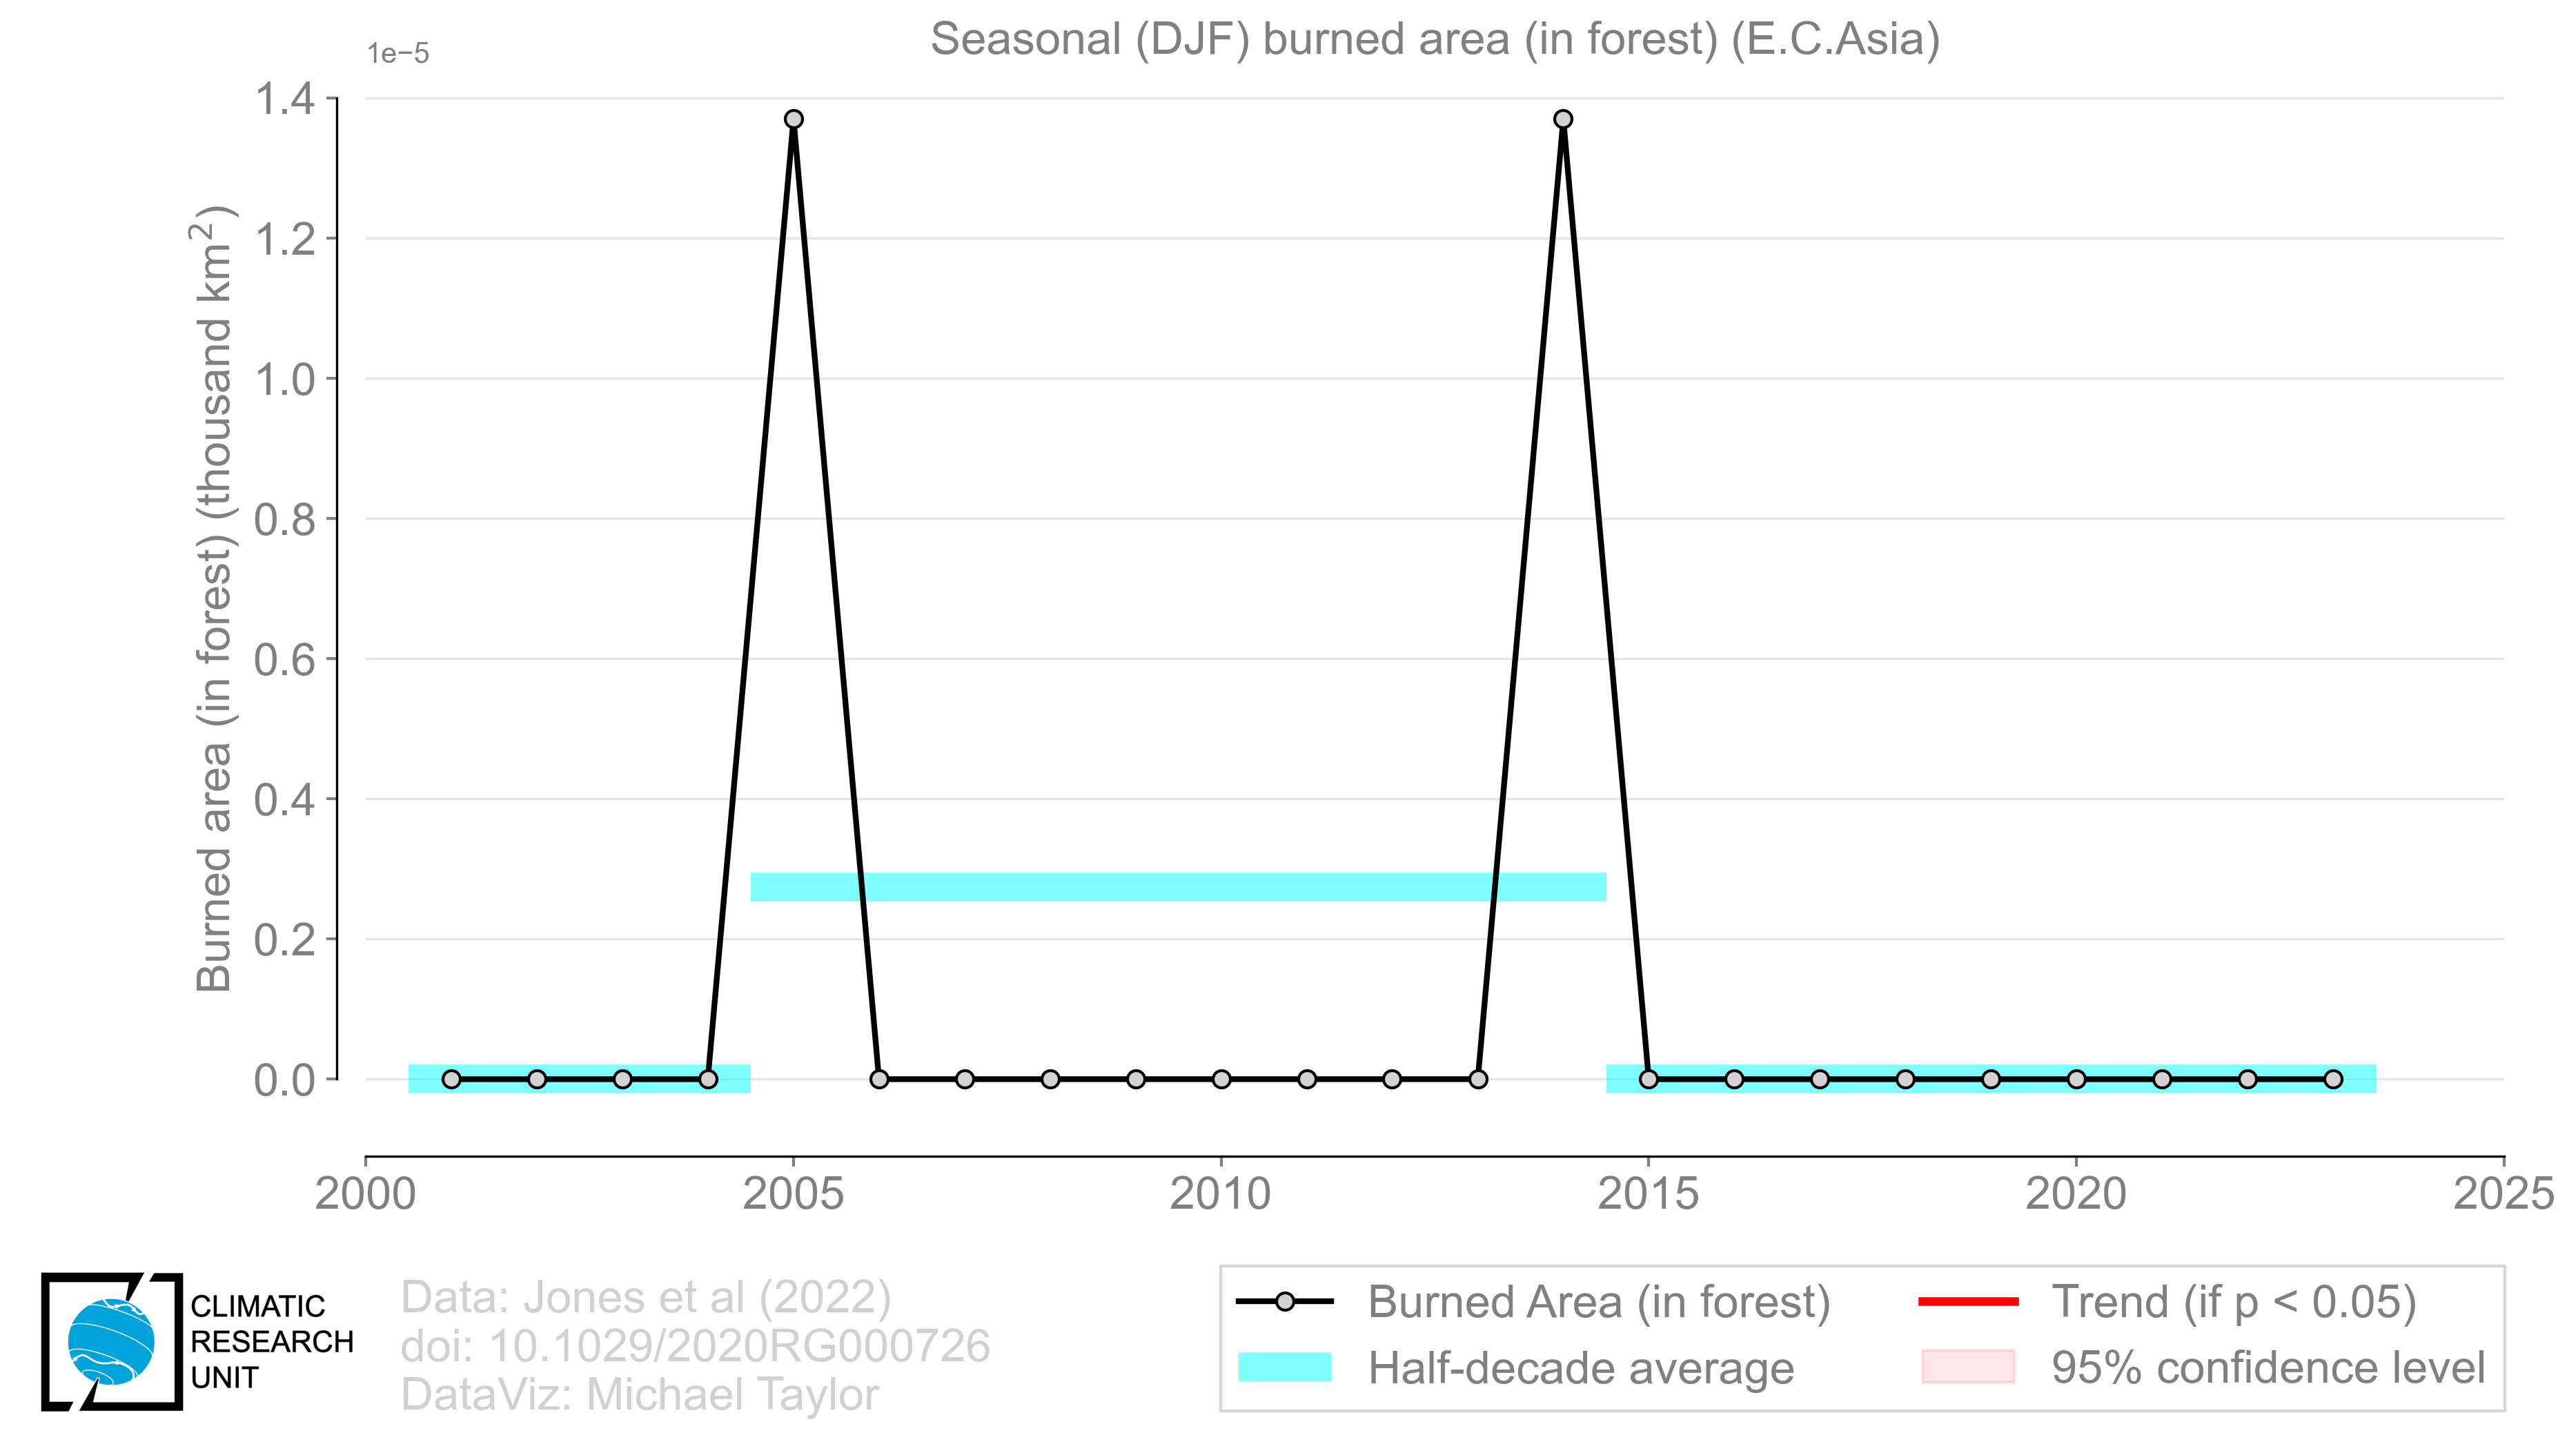 Seasonal (DJF) burned area (in forest) (E.C.Asia)
1e−5
1.4
1.2
1.0
0.8
0.6
0.4
0.2
0.0
Burned area (in forest) (thousand km²)
2000 2005 2010 2015 2020 2025
CLIMATIC
RESEARCH
UNIT
Data: Jones et al (2022)
doi: 10.1029/2020RG000726
DataViz: Michael Taylor
Burned Area (in forest)
Half-decade average
Trend (if p < 0.05)
95% confidence level